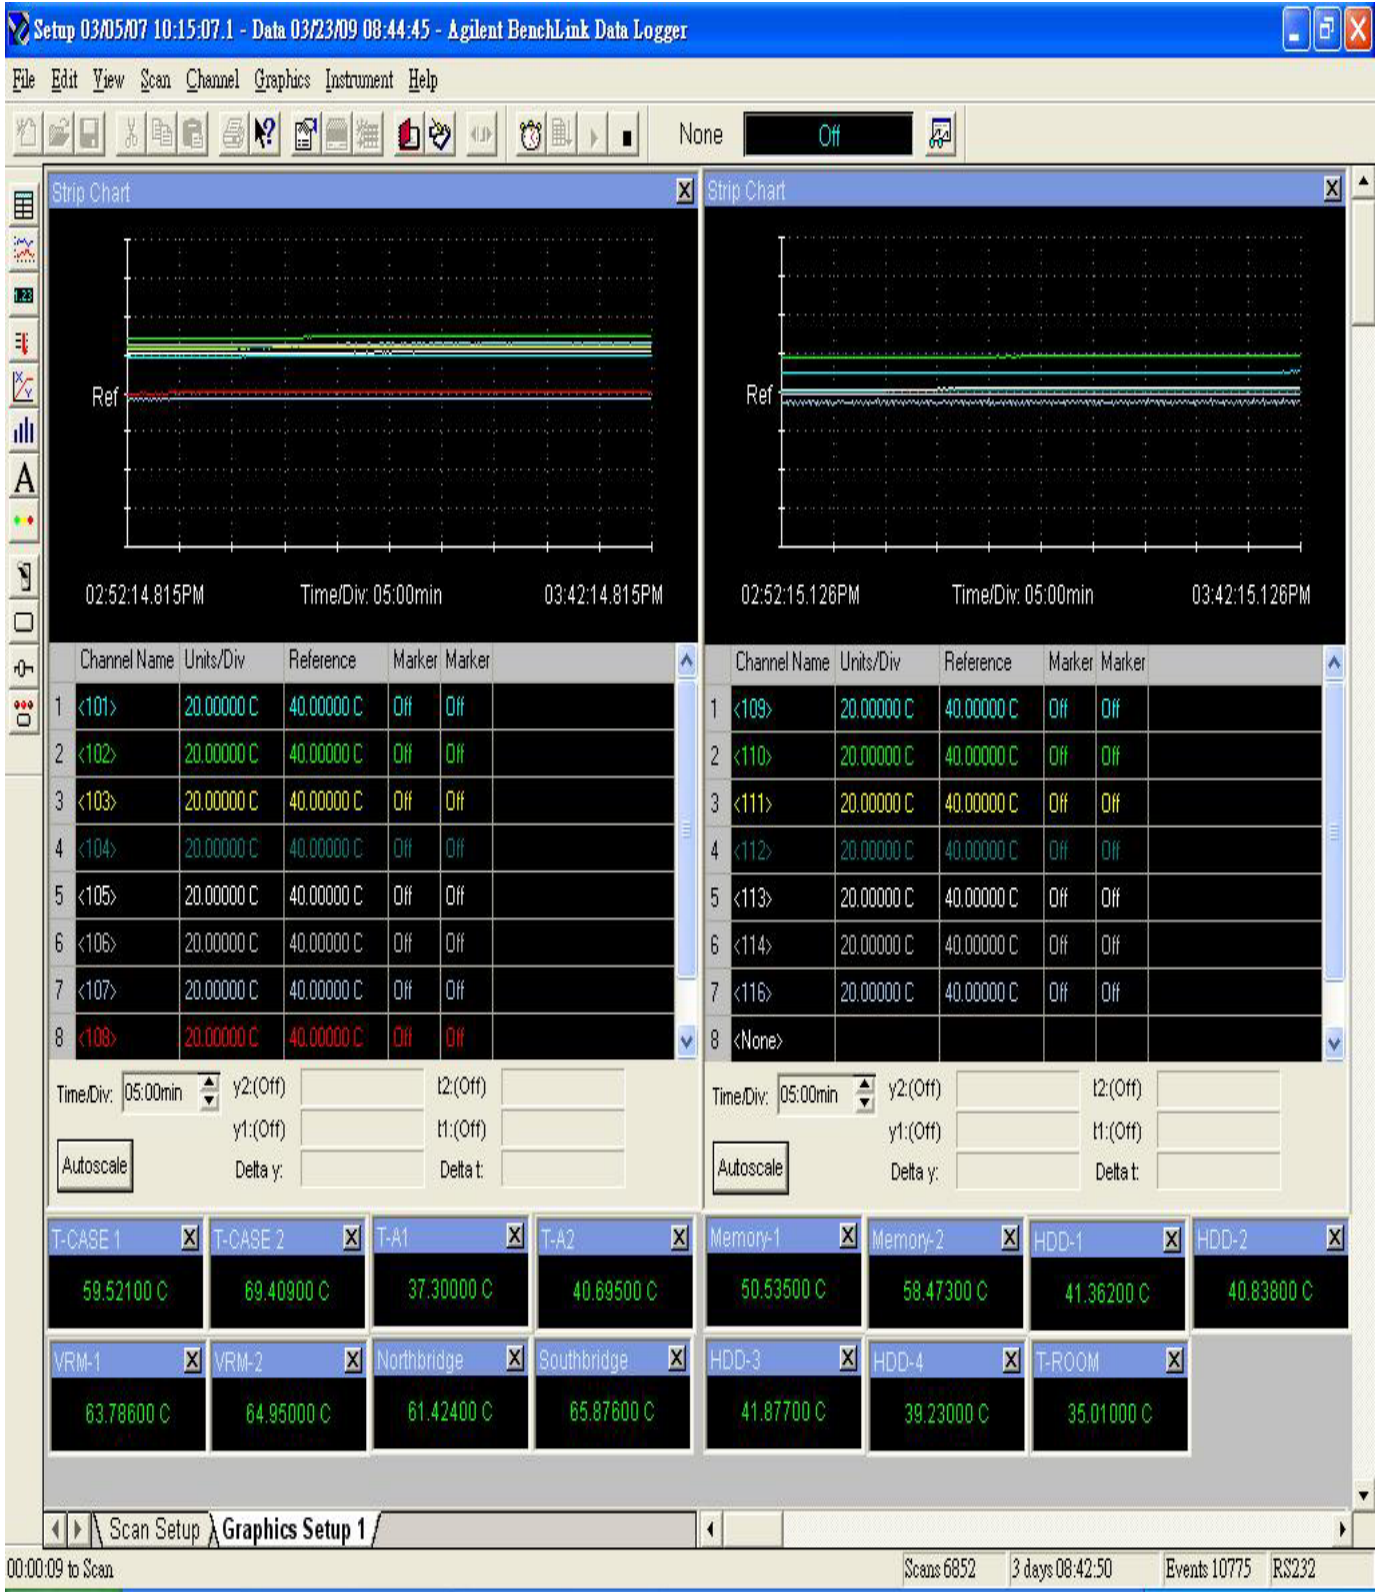 Setup 03/05/07 10:15:07.1 - Data 03/23/09 08:44:45 - Agilent BenchLink Data Logger
File Edit View Scan Channel Graphics Instrument Help
None Off
Strip Chart
Ref
02:52:14.815PM Time/Div: 05:00min 03:42:14.815PM
Channel Name Units/Div Reference Marker Marker
1 <101> 20.00000 C 40.00000 C Off Off
2 <102> 20.00000 C 40.00000 C Off Off
3 <103> 20.00000 C 40.00000 C Off Off
4 <104> 20.00000 C 40.00000 C Off Off
5 <105> 20.00000 C 40.00000 C Off Off
6 <106> 20.00000 C 40.00000 C Off Off
7 <107> 20.00000 C 40.00000 C Off Off
8 <108> 20.00000 C 40.00000 C Off Off
Time/Div: 05:00min y2:(Off) t2:(Off)
y1:(Off) t1:(Off)
Autoscale Delta y: Delta t:
Strip Chart
Ref
02:52:15.126PM Time/Div: 05:00min 03:42:15.126PM
Channel Name Units/Div Reference Marker Marker
1 <109> 20.00000 C 40.00000 C Off Off
2 <110> 20.00000 C 40.00000 C Off Off
3 <111> 20.00000 C 40.00000 C Off Off
4 <112> 20.00000 C 40.00000 C Off Off
5 <113> 20.00000 C 40.00000 C Off Off
6 <114> 20.00000 C 40.00000 C Off Off
7 <116> 20.00000 C 40.00000 C Off Off
8 <None>
Time/Div: 05:00min y2:(Off) t2:(Off)
y1:(Off) t1:(Off)
Autoscale Delta y: Delta t:
T-CASE 1 T-CASE 2 T-A1 T-A2 Memory-1 Memory-2 HDD-1 HDD-2
59.52100 C 69.40900 C 37.30000 C 40.69500 C 50.53500 C 58.47300 C 41.36200 C 40.83800 C
VRM-1 VRM-2 Northbridge Southbridge HDD-3 HDD-4 T-ROOM
63.78600 C 64.95000 C 61.42400 C 65.87600 C 41.87700 C 39.23000 C 35.01000 C
Scan Setup Graphics Setup 1
00:00:09 to Scan Scans 6852 3 days 08:42:50 Events 10775 RS232